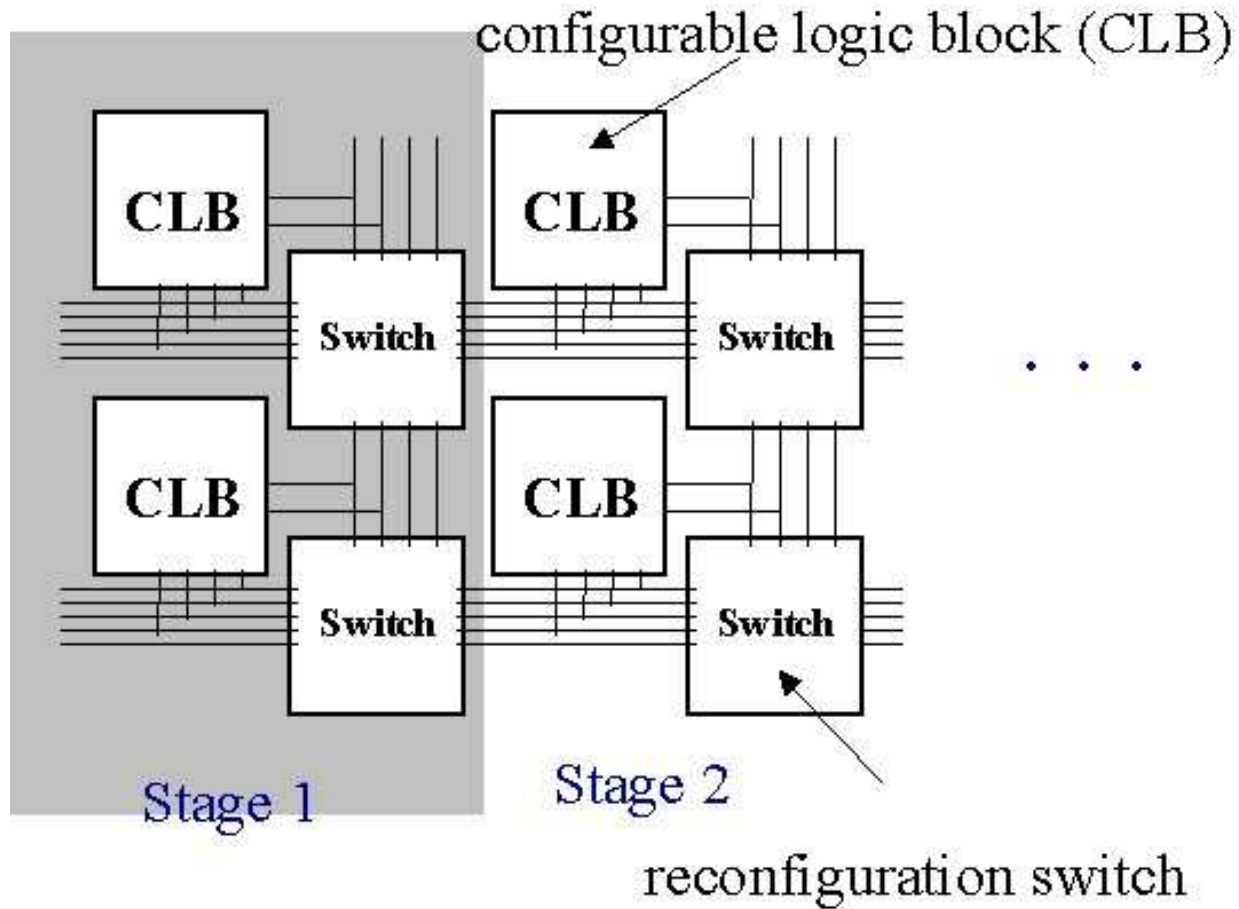 configurable logic block (CLB)
CLB
CLB
Switch
Switch
. . .
CLB
CLB
Switch
Switch
Stage 1
Stage 2
reconfiguration switch